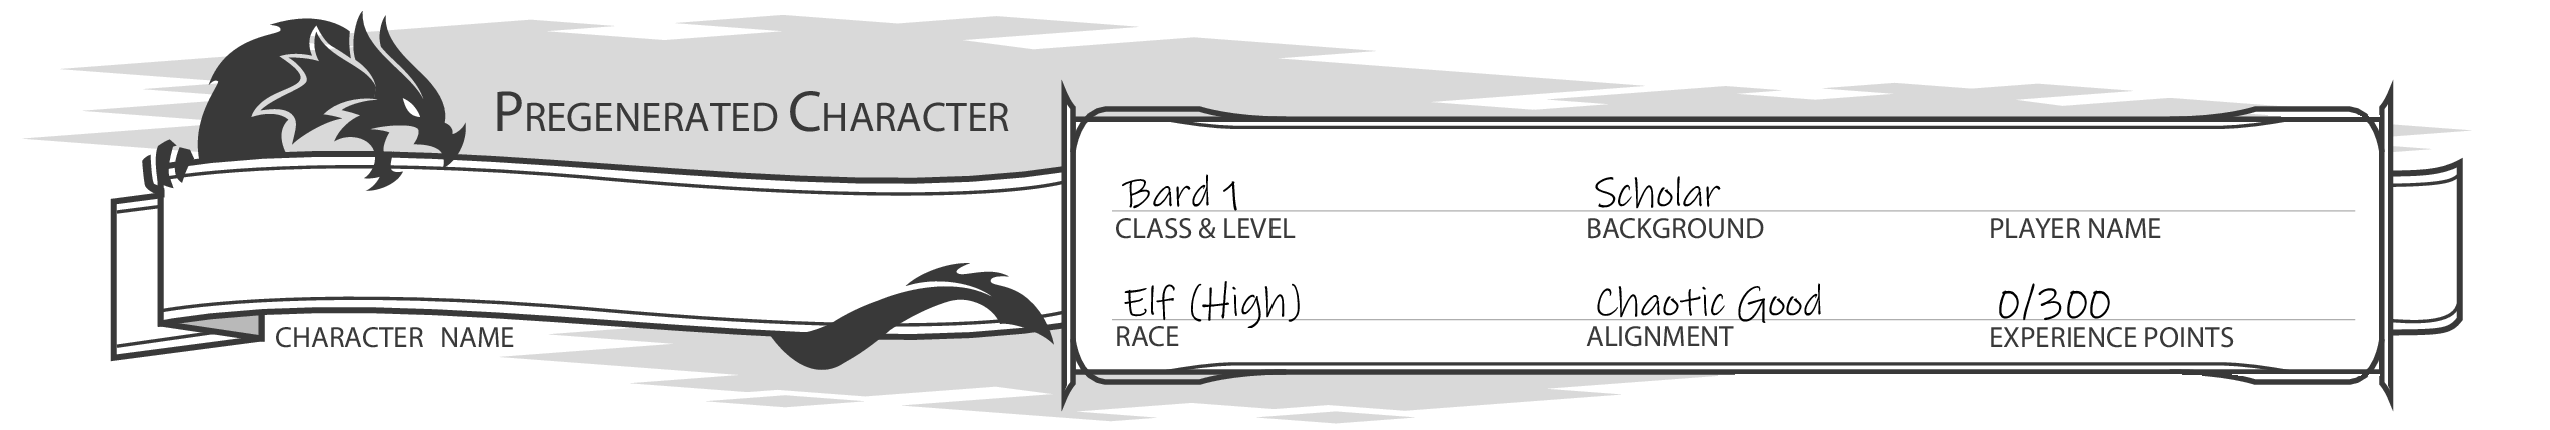 PREGENERATED CHARACTER
Bard 1 Scholar
CLASS & LEVEL BACKGROUND PLAYER NAME
Elf (High) Chaotic Good 0/300
RACE ALIGNMENT EXPERIENCE POINTS
CHARACTER NAME